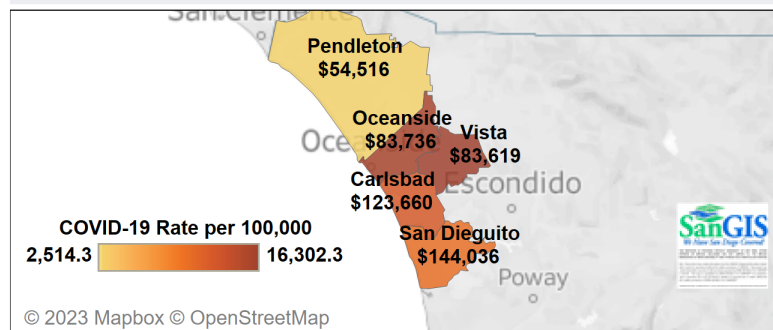 San Clemente
Pendleton
$54,516
Oceanside
$83,736
Vista
$83,619
Carlsbad
$123,660
Escondido
COVID-19 Rate per 100,000
2,514.3
16,302.3
San Dieguito
$144,036
SanGIS
We Have San Diego Covered!
Poway
© 2023 Mapbox © OpenStreetMap